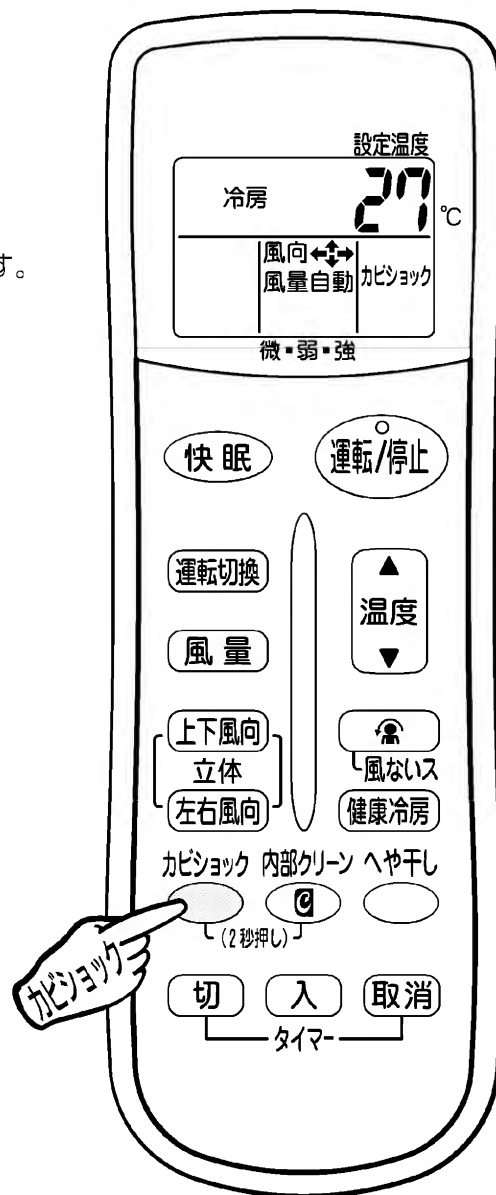 設定温度
冷房 27℃
す。
風向
風量自動 カビショック
微・弱・強
快眠 運転/停止
運転切換
温度
風量
上下風向
立体 風ないス
左右風向 健康冷房
カビショック 内部クリーン へや干し
(2秒押し)
カビショック
切 入 取消
タイマー